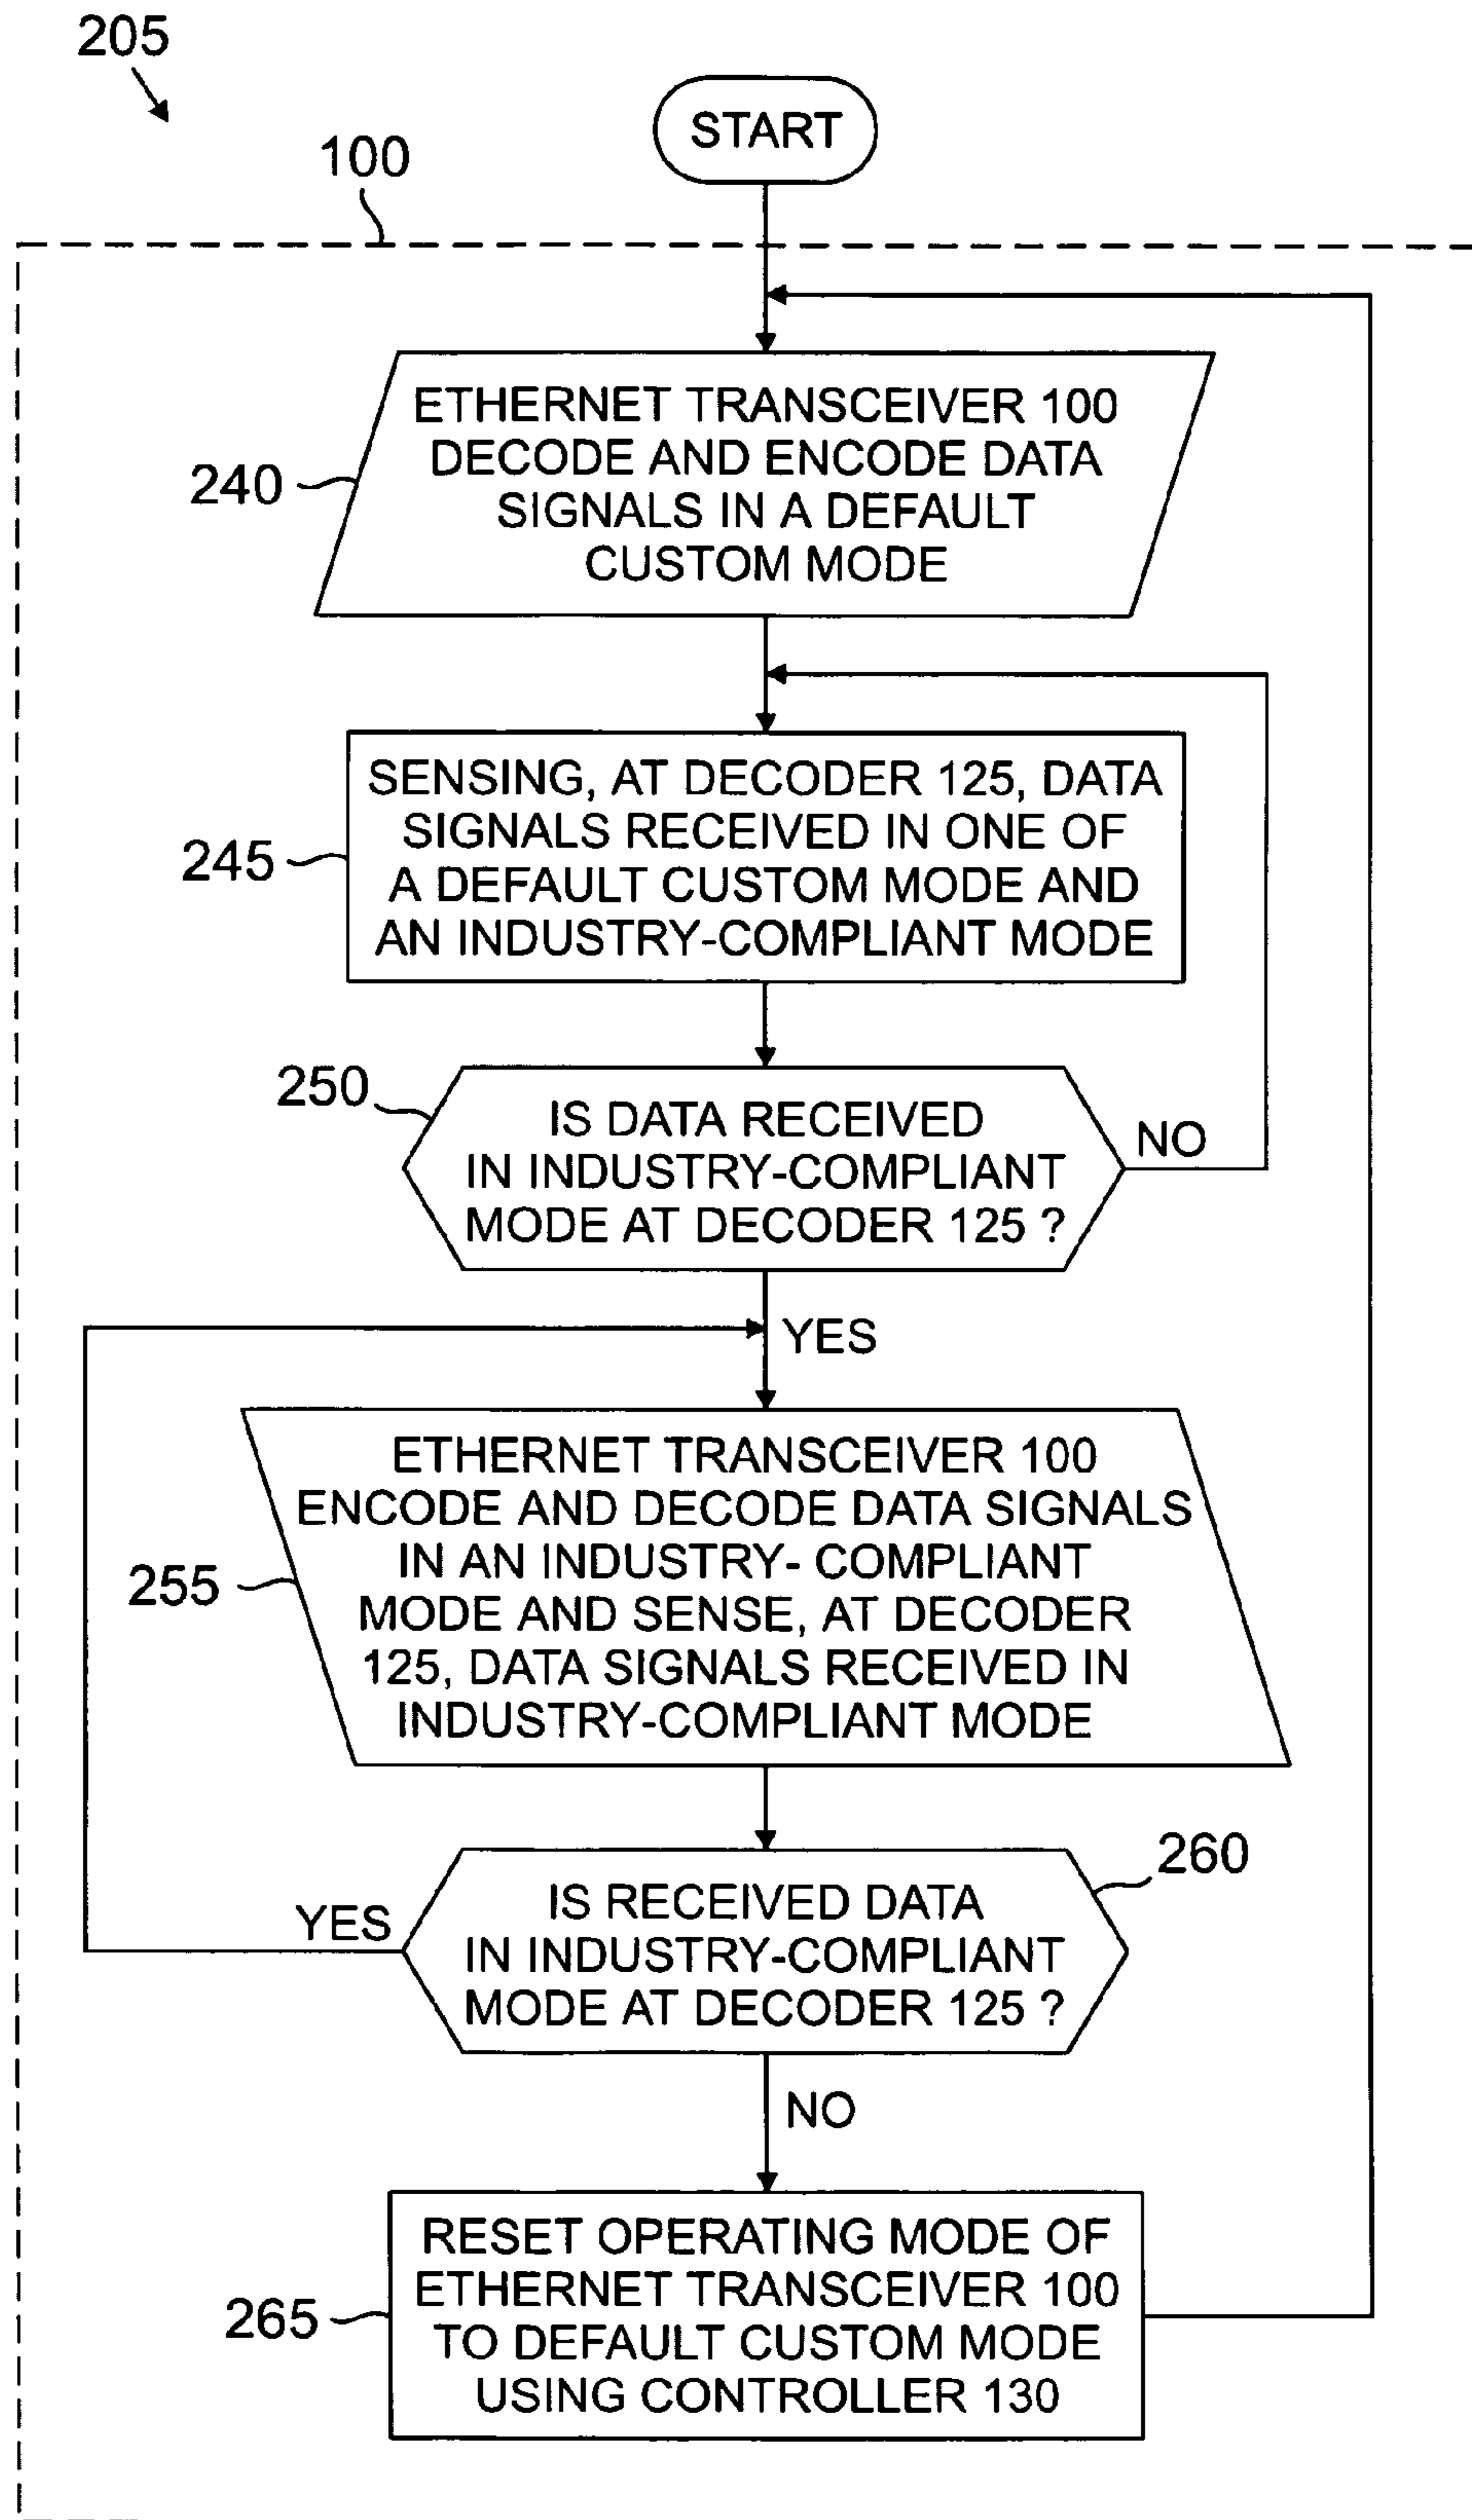 205
START
100
ETHERNET TRANSCEIVER 100
DECODE AND ENCODE DATA
SIGNALS IN A DEFAULT
CUSTOM MODE
240
SENSING, AT DECODER 125, DATA
SIGNALS RECEIVED IN ONE OF
A DEFAULT CUSTOM MODE AND
AN INDUSTRY-COMPLIANT MODE
245
250
IS DATA RECEIVED
IN INDUSTRY-COMPLIANT
MODE AT DECODER 125 ?
NO
YES
ETHERNET TRANSCEIVER 100
ENCODE AND DECODE DATA SIGNALS
IN AN INDUSTRY- COMPLIANT
MODE AND SENSE, AT DECODER
125, DATA SIGNALS RECEIVED IN
INDUSTRY-COMPLIANT MODE
255
260
IS RECEIVED DATA
IN INDUSTRY-COMPLIANT
MODE AT DECODER 125 ?
YES
NO
RESET OPERATING MODE OF
ETHERNET TRANSCEIVER 100
TO DEFAULT CUSTOM MODE
USING CONTROLLER 130
265